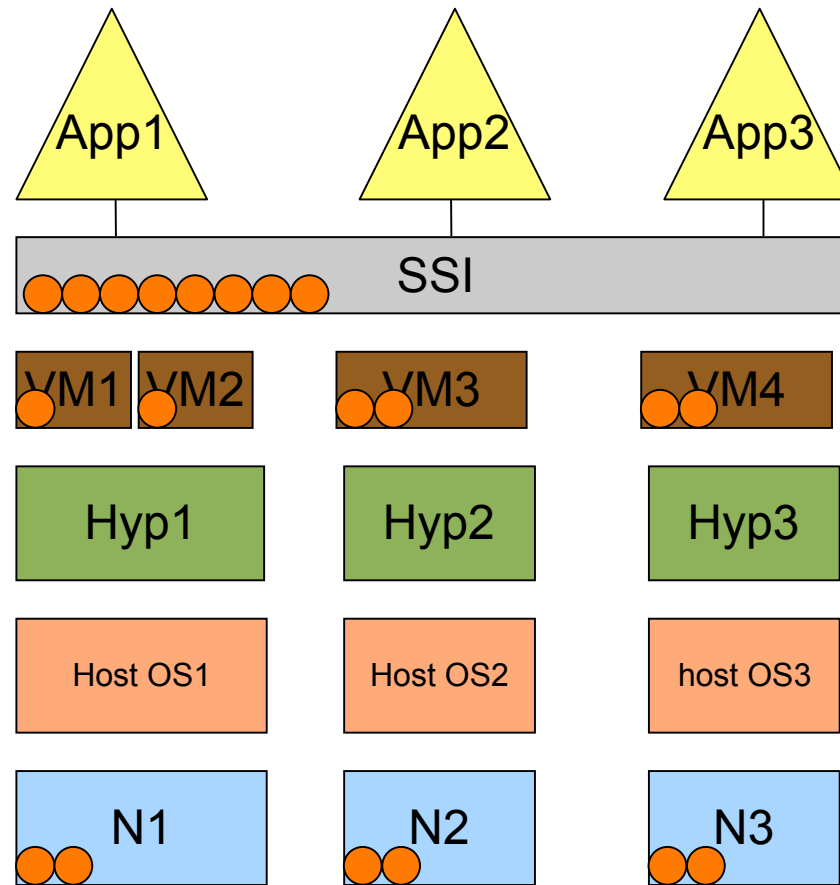 App1
App2
App3
SSI
VM1
VM2
VM3
VM4
Hyp1
Hyp2
Hyp3
Host OS1
Host OS2
host OS3
N1
N2
N3